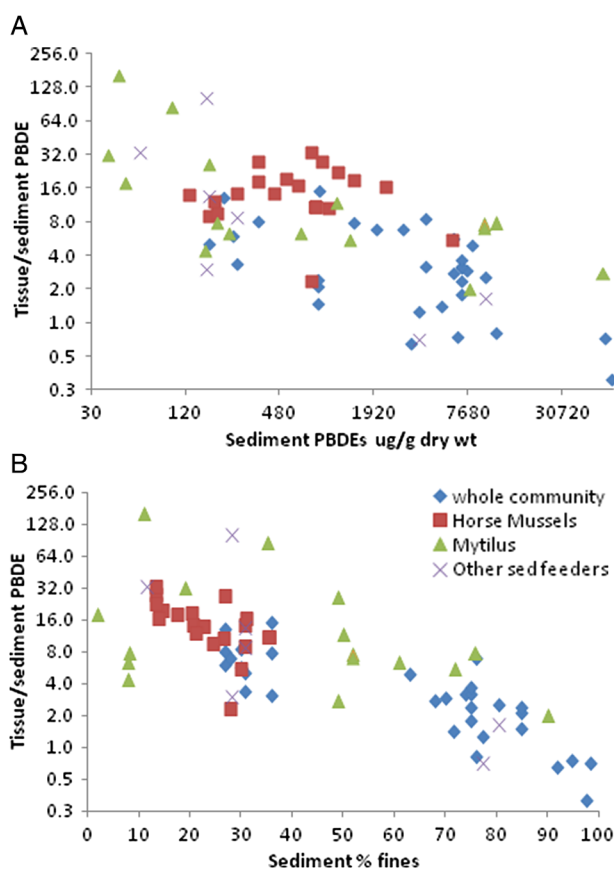 A
256.0
128.0
64.0
32.0
16.0
8.0
4.0
2.0
1.0
0.5
0.3
Tissue/sediment PBDE
30 120 480 1920 7680 30720
Sediment PBDEs ug/g dry wt
B
256.0
128.0
64.0
32.0
16.0
8.0
4.0
2.0
1.0
0.5
0.3
Tissue/sediment PBDE
whole community
Horse Mussels
Mytilus
Other sed feeders
0 10 20 30 40 50 60 70 80 90 100
Sediment % fines